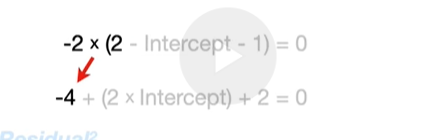 -2 × (2 - Intercept - 1) = 0
-4 + (2 × Intercept) + 2 = 0
Residual²